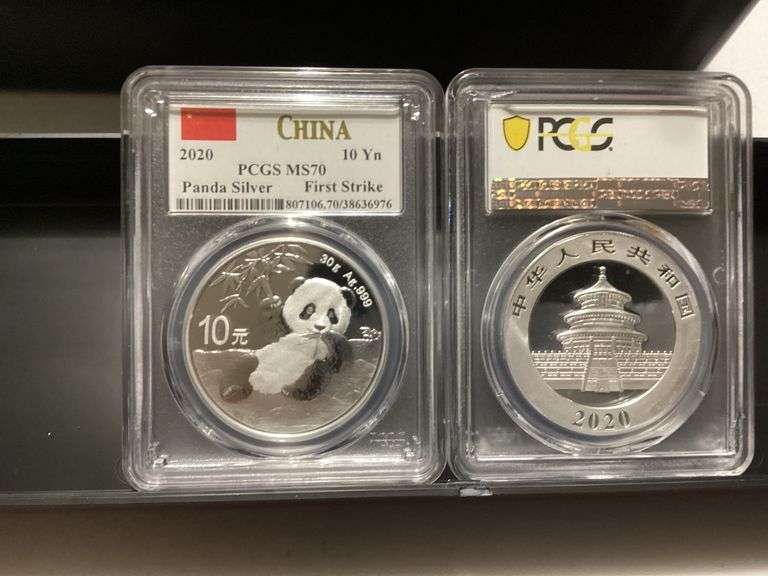 CHINA
2020 10 Yn
PCGS MS70
Panda Silver First Strike
807106.70/38636976
30g Ag.999
10元
PCGS
中华人民共和国
2020